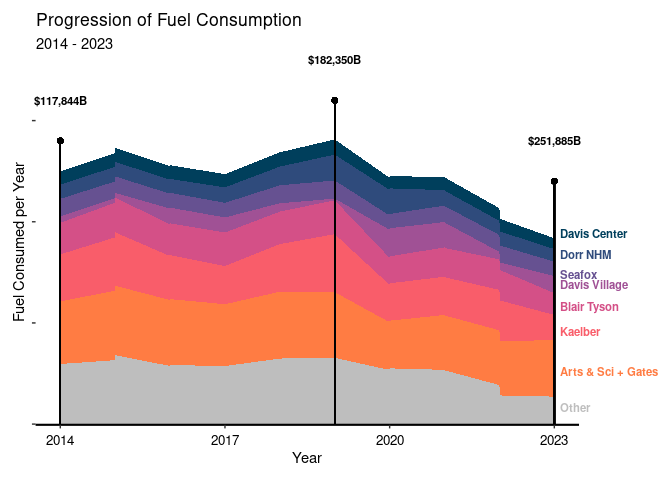 Progression of Fuel Consumption
2014 - 2023
$182,350B
$117,844B
$251,885B
Fuel Consumed per Year
Davis Center
Dorr NHM
Seafox
Davis Village
Blair Tyson
Kaelber
Arts & Sci + Gates
Other
2014 2017 2020 2023
Year